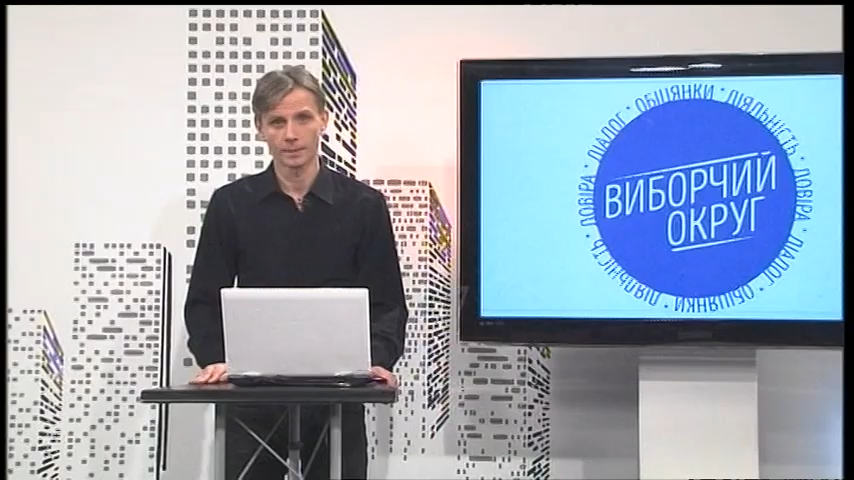 ДОВІРА • ДІАЛОГ • ОБІЦЯНКИ • ДІЯЛЬНІСТЬ • ДОВІРА • ДІАЛОГ • ОБІЦЯНКИ • ДІЯЛЬНІСТЬ •
ВИБОРЧИЙ
ОКРУГ